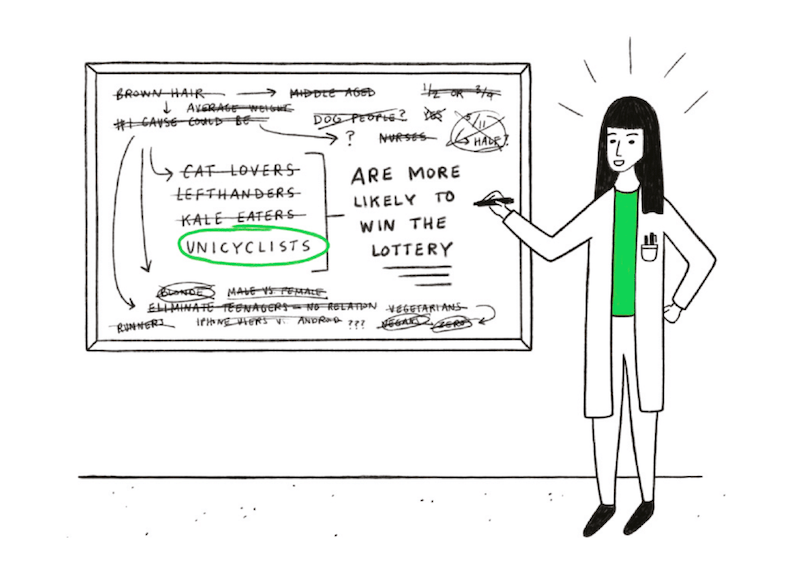 BROWN HAIR → MIDDLE AGED 1/2 OR 3/4
↓ AVERAGE WEIGHT
#1 CAUSE COULD BE DOG PEOPLE? YES 5/11
? NURSES → HALF?
CAT LOVERS
LEFTHANDERS
KALE EATERS
UNICYCLISTS
ARE MORE
LIKELY TO
WIN THE
LOTTERY
BLONDE MALE VS FEMALE
ELIMINATE TEENAGERS - NO RELATION VEGETARIANS
RUNNERS IPHONE USERS V. ANDROID ??? VEGANS ZERO